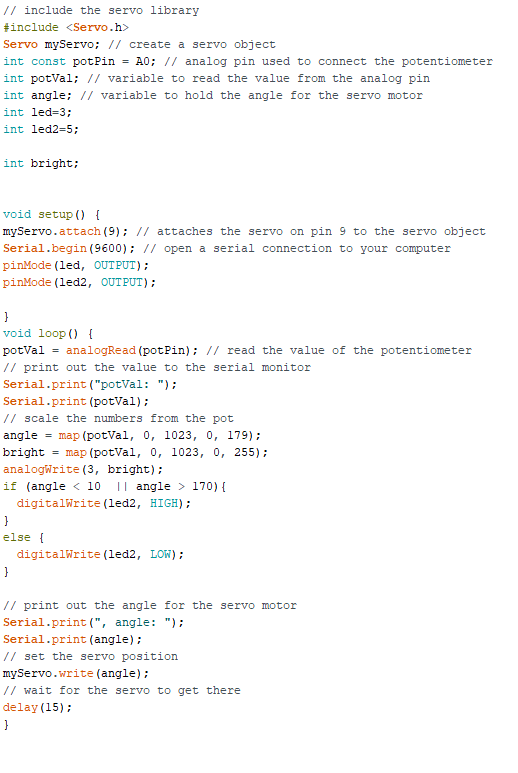 // include the servo library
#include <Servo.h>
Servo myServo; // create a servo object
int const potPin = A0; // analog pin used to connect the potentiometer
int potVal; // variable to read the value from the analog pin
int angle; // variable to hold the angle for the servo motor
int led=3;
int led2=5;
int bright;
void setup() {
myServo.attach(9); // attaches the servo on pin 9 to the servo object
Serial.begin(9600); // open a serial connection to your computer
pinMode(led, OUTPUT);
pinMode(led2, OUTPUT);
}
void loop() {
potVal = analogRead(potPin); // read the value of the potentiometer
// print out the value to the serial monitor
Serial.print("potVal: ");
Serial.print(potVal);
// scale the numbers from the pot
angle = map(potVal, 0, 1023, 0, 179);
bright = map(potVal, 0, 1023, 0, 255);
analogWrite(3, bright);
if (angle < 10  || angle > 170){
  digitalWrite(led2, HIGH);
}
else {
  digitalWrite(led2, LOW);
}
// print out the angle for the servo motor
Serial.print(", angle: ");
Serial.print(angle);
// set the servo position
myServo.write(angle);
// wait for the servo to get there
delay(15);
}